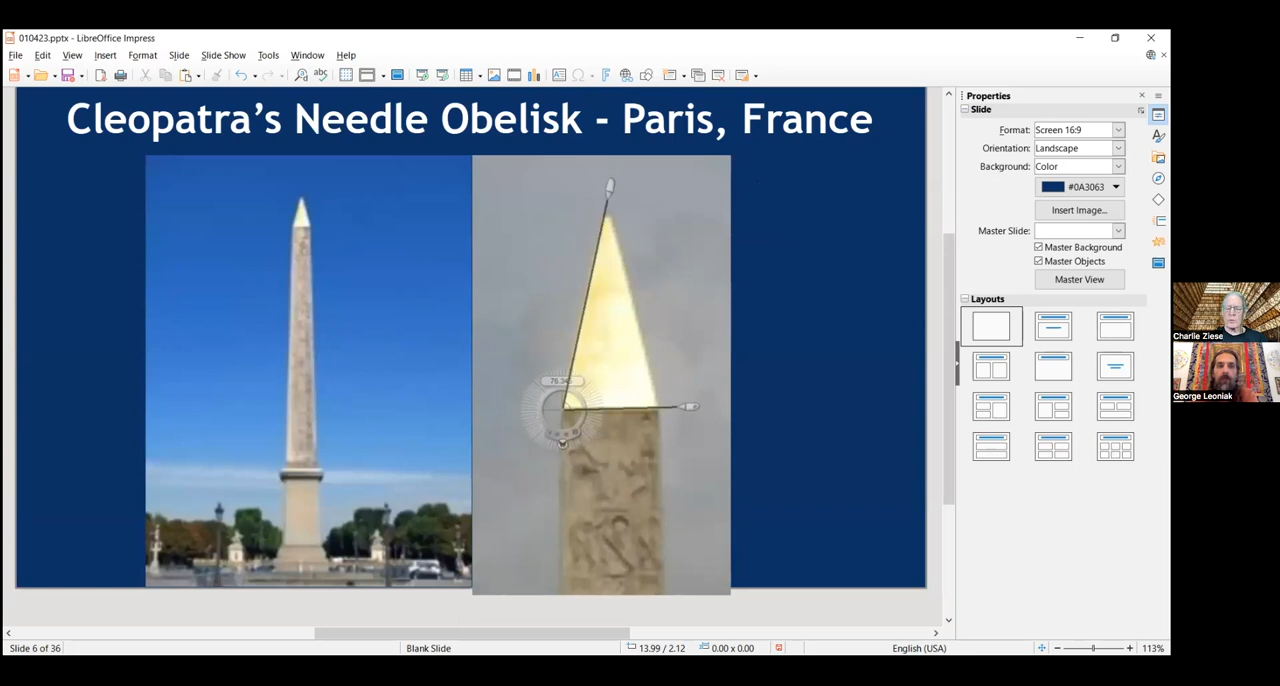 010423.pptx - LibreOffice Impress
File Edit View Insert Format Slide Slide Show Tools Window Help
Cleopatra's Needle Obelisk - Paris, France
Properties
Slide
Format: Screen 16:9
Orientation: Landscape
Background: Color
#0A3063
Insert Image...
Master Slide:
Master Background
Master Objects
Master View
Layouts
Charlie Ziese
George Leoniak
Slide 6 of 36
Blank Slide
13.99 / 2.12
0.00 x 0.00
English (USA)
113%